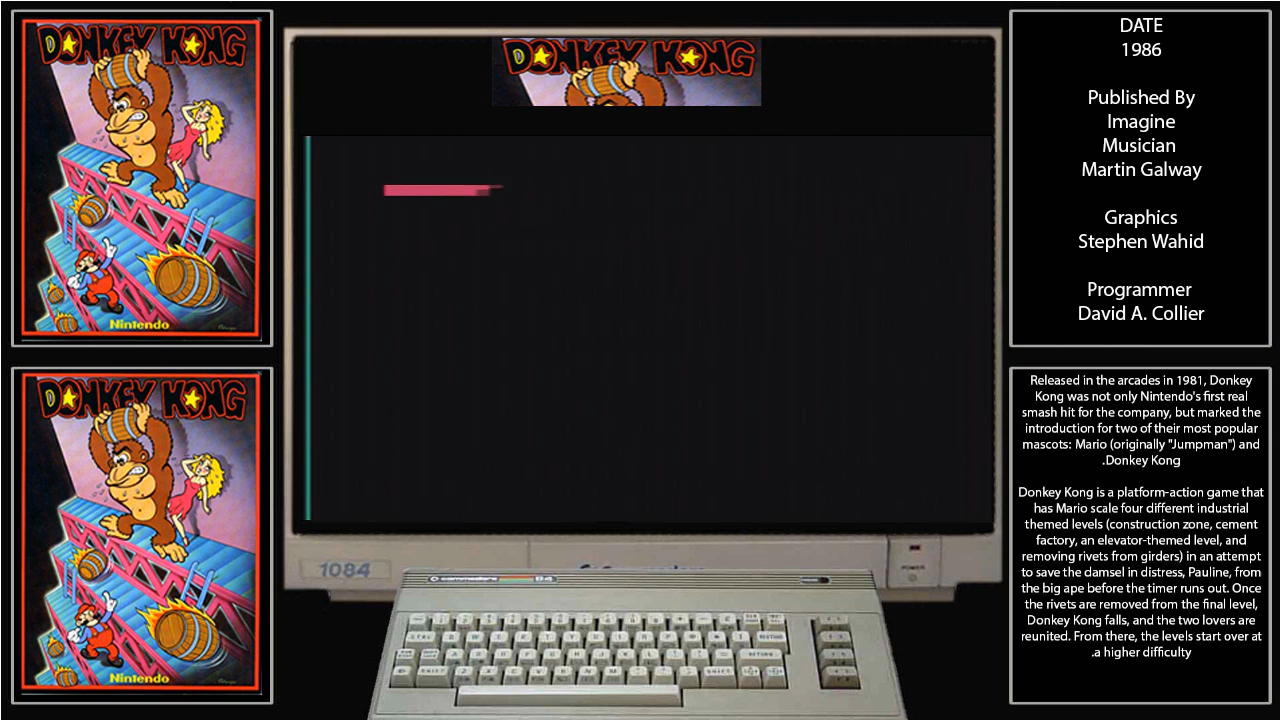 DONKEY KONG
Nintendo
DONKEY KONG
Nintendo
DONKEY KONG
1084
commodore 64
POWER
DATE
1986
Published By
Imagine
Musician
Martin Galway
Graphics
Stephen Wahid
Programmer
David A. Collier
Released in the arcades in 1981, Donkey
Kong was not only Nintendo's first real
smash hit for the company, but marked the
introduction for two of their most popular
mascots: Mario (originally "Jumpman") and
.Donkey Kong
Donkey Kong is a platform-action game that
has Mario scale four different industrial
themed levels (construction zone, cement
factory, an elevator-themed level, and
removing rivets from girders) in an attempt
to save the damsel in distress, Pauline, from
the big ape before the timer runs out. Once
the rivets are removed from the final level,
Donkey Kong falls, and the two lovers are
reunited. From there, the levels start over at
.a higher difficulty